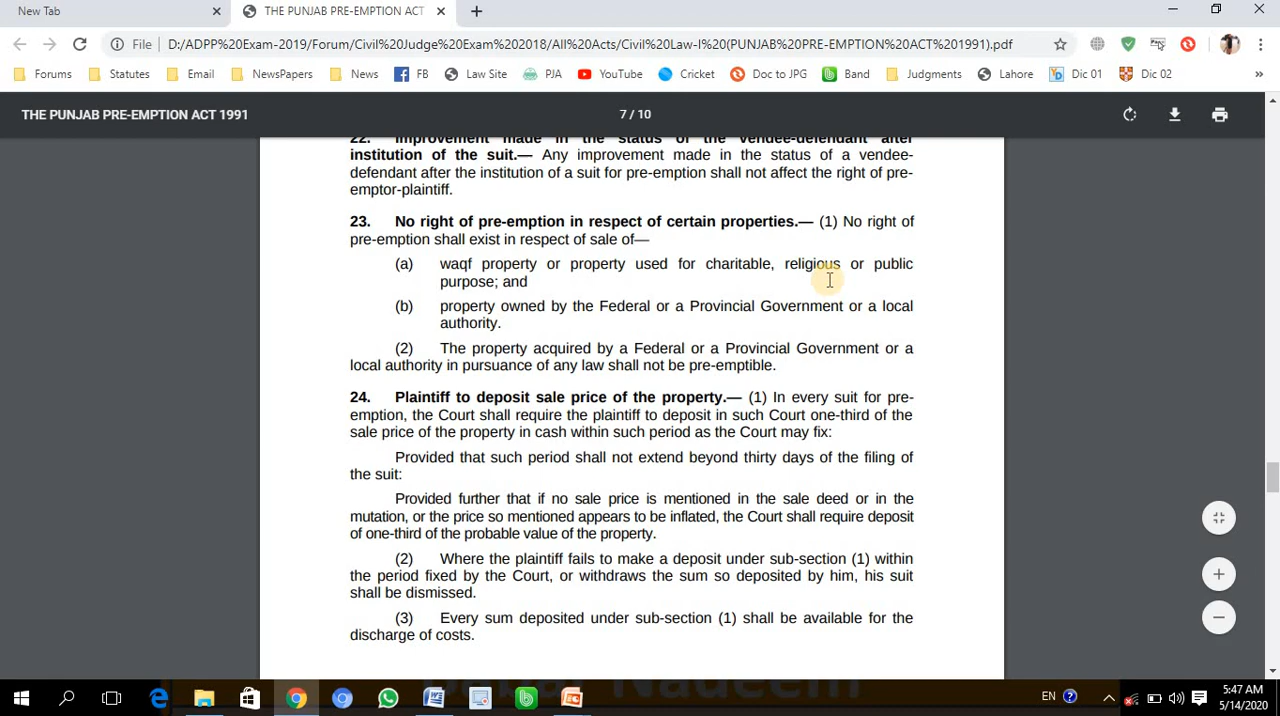 New Tab
THE PUNJAB PRE-EMPTION ACT
File
D:/ADPP%20Exam-2019/Forum/Civil%20Judge%20Exam%202018/All%20Acts/Civil%20Law-I%20(PUNJAB%20PRE-EMPTION%20ACT%201991).pdf
Forums Statutes Email NewsPapers News FB Law Site PJA YouTube Cricket Doc to JPG Band Judgments Lahore Dic 01 Dic 02 »
THE PUNJAB PRE-EMPTION ACT 1991
7 / 10
22. Improvement made in the status of the vendee-defendant after
institution of the suit.— Any improvement made in the status of a vendee-
defendant after the institution of a suit for pre-emption shall not affect the right of pre-
emptor-plaintiff.
23. No right of pre-emption in respect of certain properties.— (1) No right of
pre-emption shall exist in respect of sale of—
(a) waqf property or property used for charitable, religious or public
purpose; and
(b) property owned by the Federal or a Provincial Government or a local
authority.
(2) The property acquired by a Federal or a Provincial Government or a
local authority in pursuance of any law shall not be pre-emptible.
24. Plaintiff to deposit sale price of the property.— (1) In every suit for pre-
emption, the Court shall require the plaintiff to deposit in such Court one-third of the
sale price of the property in cash within such period as the Court may fix:
Provided that such period shall not extend beyond thirty days of the filing of
the suit:
Provided further that if no sale price is mentioned in the sale deed or in the
mutation, or the price so mentioned appears to be inflated, the Court shall require deposit
of one-third of the probable value of the property.
(2) Where the plaintiff fails to make a deposit under sub-section (1) within
the period fixed by the Court, or withdraws the sum so deposited by him, his suit
shall be dismissed.
(3) Every sum deposited under sub-section (1) shall be available for the
discharge of costs.
EN
5:47 AM
5/14/2020